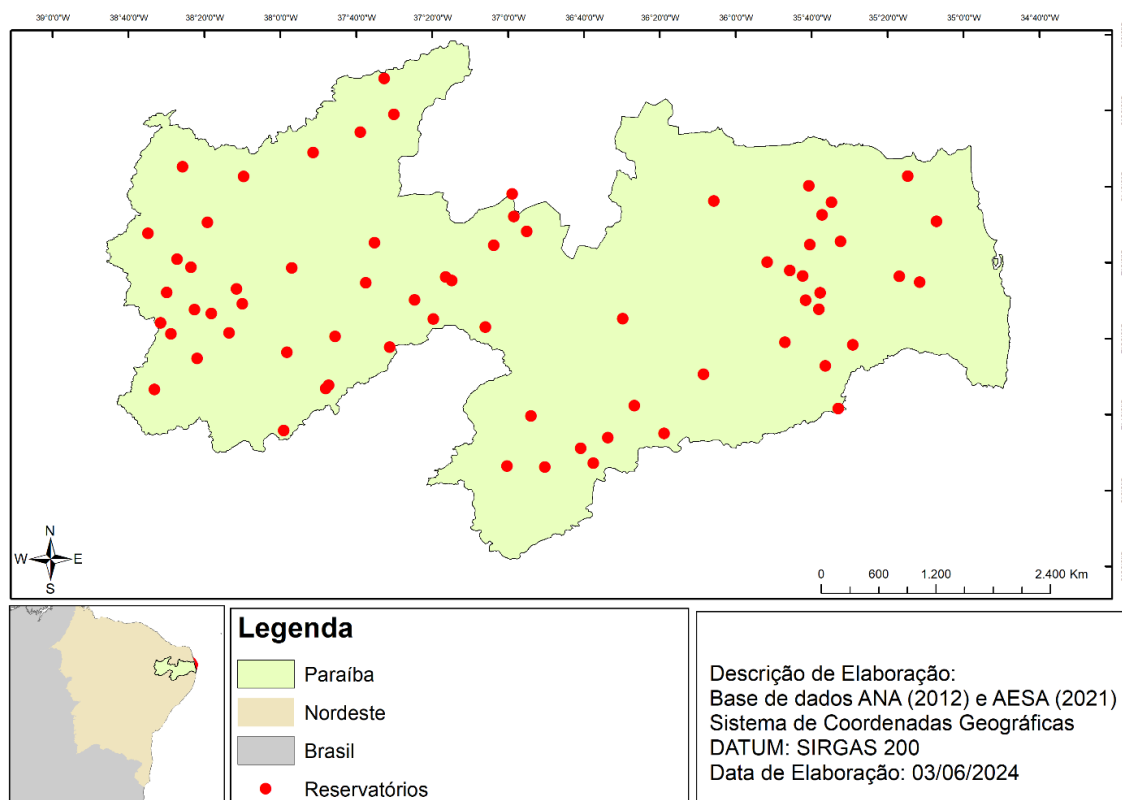 39°0'0"W 38°40'0"W 38°20'0"W 38°0'0"W 37°40'0"W 37°20'0"W 37°0'0"W 36°40'0"W 36°20'0"W 36°0'0"W 35°40'0"W 35°20'0"W 35°0'0"W 34°40'0"W
N
W E
S
0 600 1.200 2.400 Km
Legenda
Paraíba
Nordeste
Brasil
Reservatórios
Descrição de Elaboração:
Base de dados ANA (2012) e AESA (2021)
Sistema de Coordenadas Geográficas
DATUM: SIRGAS 200
Data de Elaboração: 03/06/2024